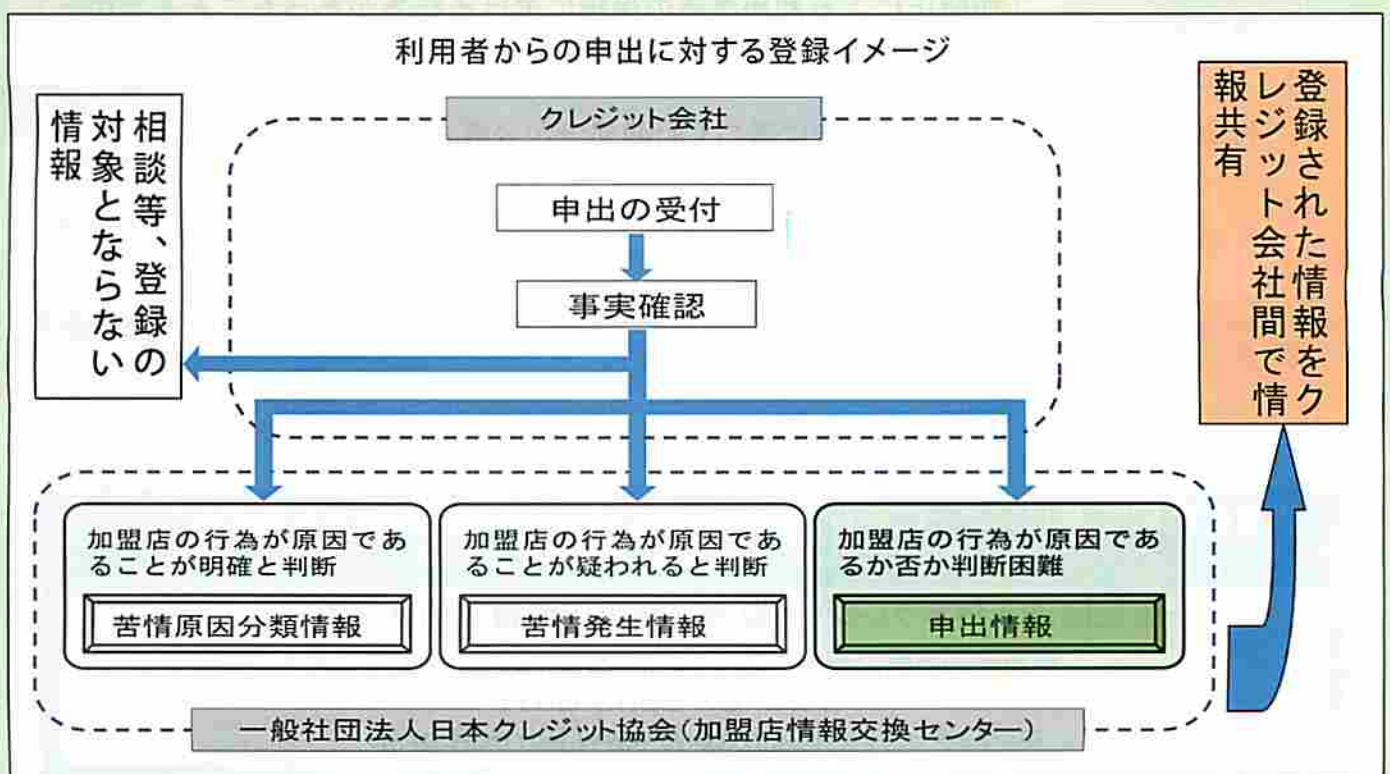 利用者からの申出に対する登録イメージ
クレジット会社
申出の受付
事実確認
相談等、登録の
対象とならない
情報
登録された情報をク
レジット会社間で情
報共有
加盟店の行為が原因であ
ることが明確と判断
苦情原因分類情報
加盟店の行為が原因であ
ることが疑われると判断
苦情発生情報
加盟店の行為が原因であ
るか否か判断困難
申出情報
一般社団法人日本クレジット協会(加盟店情報交換センター)